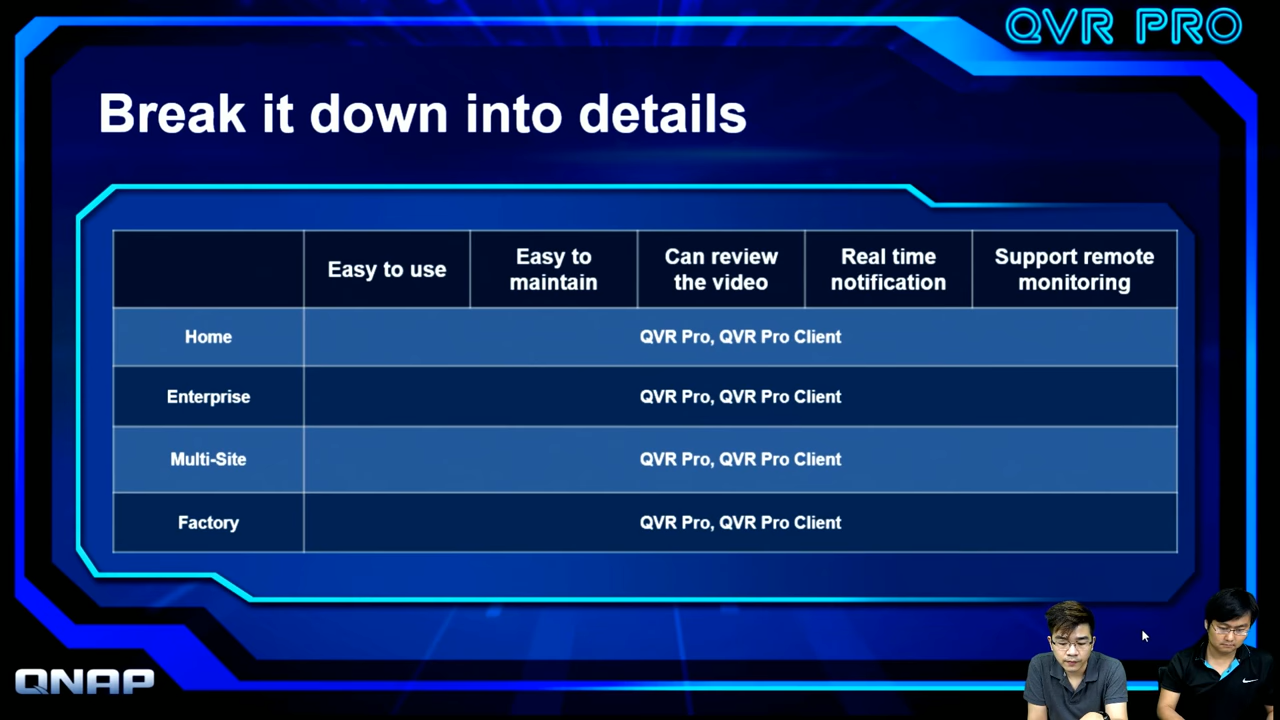 QVR PRO
Break it down into details
Easy to use
Easy to
maintain
Can review
the video
Real time
notification
Support remote
monitoring
Home
QVR Pro, QVR Pro Client
Enterprise
QVR Pro, QVR Pro Client
Multi-Site
QVR Pro, QVR Pro Client
Factory
QVR Pro, QVR Pro Client
QNAP